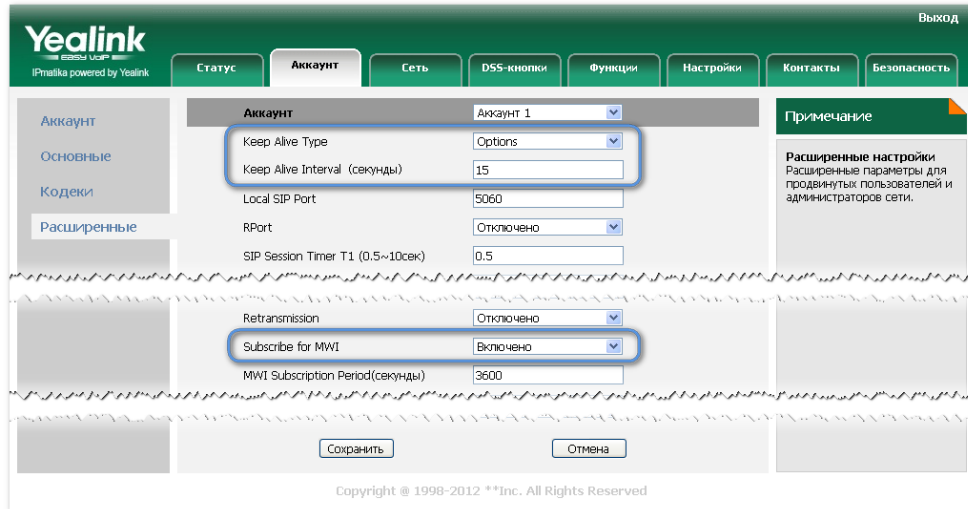 Выход
Yealink
EASY VOIP
IPmatika powered by Yealink
Статус Аккаунт Сеть DSS-кнопки Функции Настройки Контакты Безопасность
Аккаунт
Основные
Кодеки
Расширенные
Аккаунт Аккаунт 1
Keep Alive Type Options
Keep Alive Interval (секунды) 15
Local SIP Port 5060
RPort Отключено
SIP Session Timer T1 (0.5~10сек) 0.5
Retransmission Отключено
Subscribe for MWI Включено
MWI Subscription Period(секунды) 3600
Сохранить Отмена
Примечание
Расширенные настройки
Расширенные параметры для
продвинутых пользователей и
администраторов сети.
Copyright @ 1998-2012 **Inc. All Rights Reserved